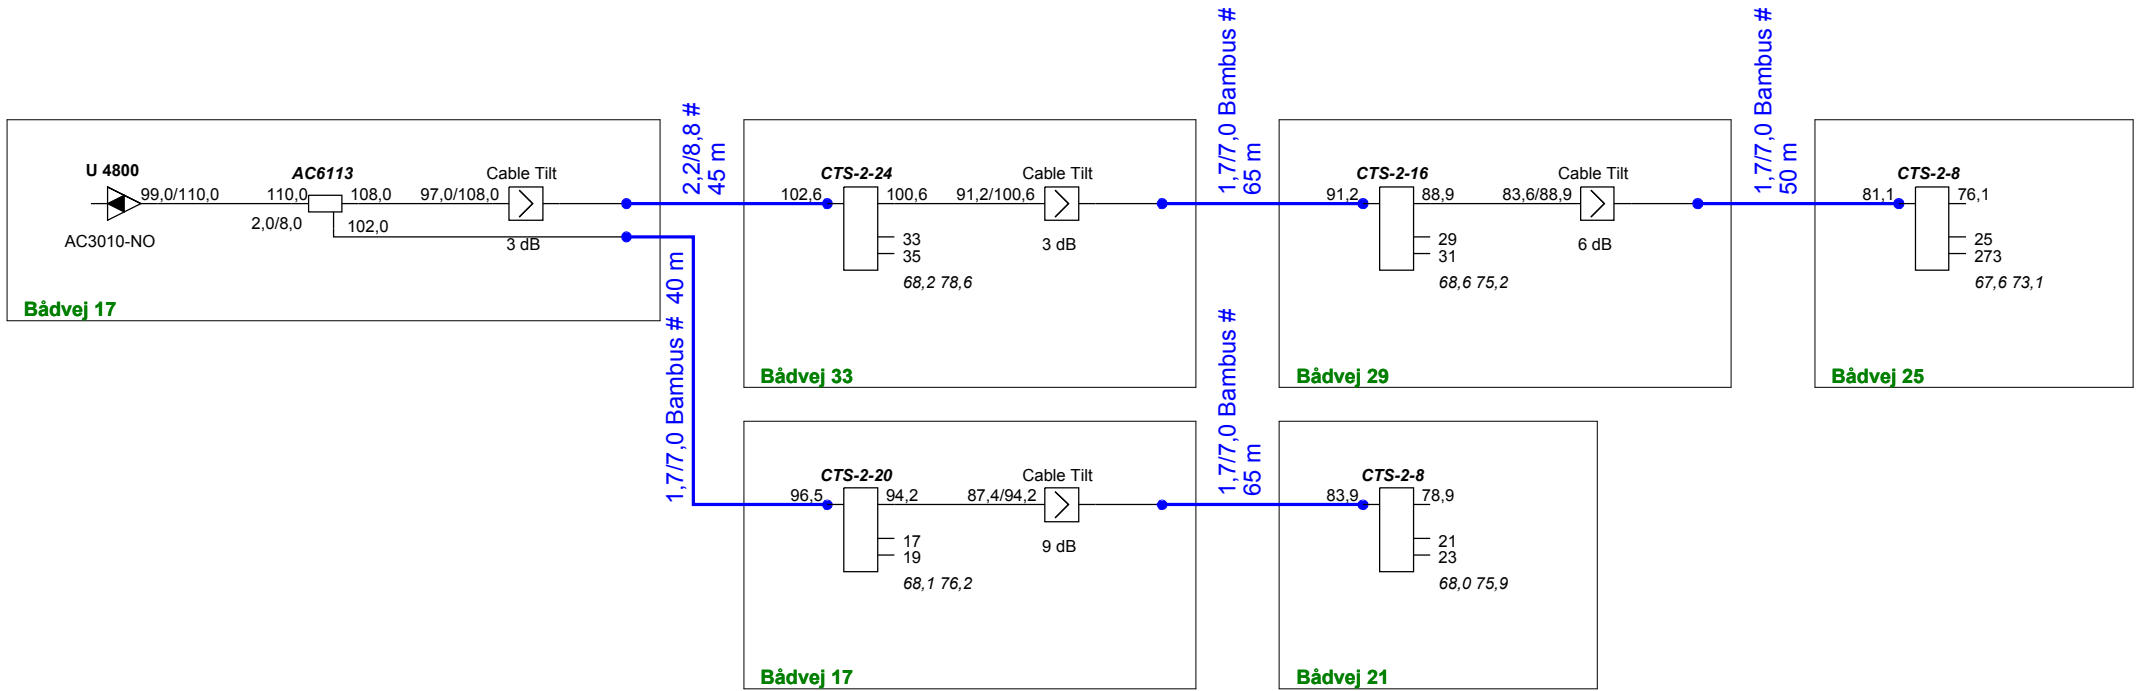 U 4800
99,0/110,0
AC3010-NO
AC6113
110,0
108,0
2,0/8,0
102,0
Cable Tilt
97,0/108,0
3 dB
Bådvej 17
2,2/8,8 #
45 m
CTS-2-24
102,6
100,6
33
35
68,2 78,6
Cable Tilt
91,2/100,6
3 dB
Bådvej 33
1,7/7,0 Bambus #
65 m
CTS-2-16
91,2
88,9
29
31
68,6 75,2
Cable Tilt
83,6/88,9
6 dB
Bådvej 29
1,7/7,0 Bambus #
50 m
CTS-2-8
81,1
76,1
25
273
67,6 73,1
Bådvej 25
1,7/7,0 Bambus # 40 m
CTS-2-20
96,5
94,2
17
19
68,1 76,2
Cable Tilt
87,4/94,2
9 dB
Bådvej 17
1,7/7,0 Bambus #
65 m
CTS-2-8
83,9
78,9
21
23
68,0 75,9
Bådvej 21